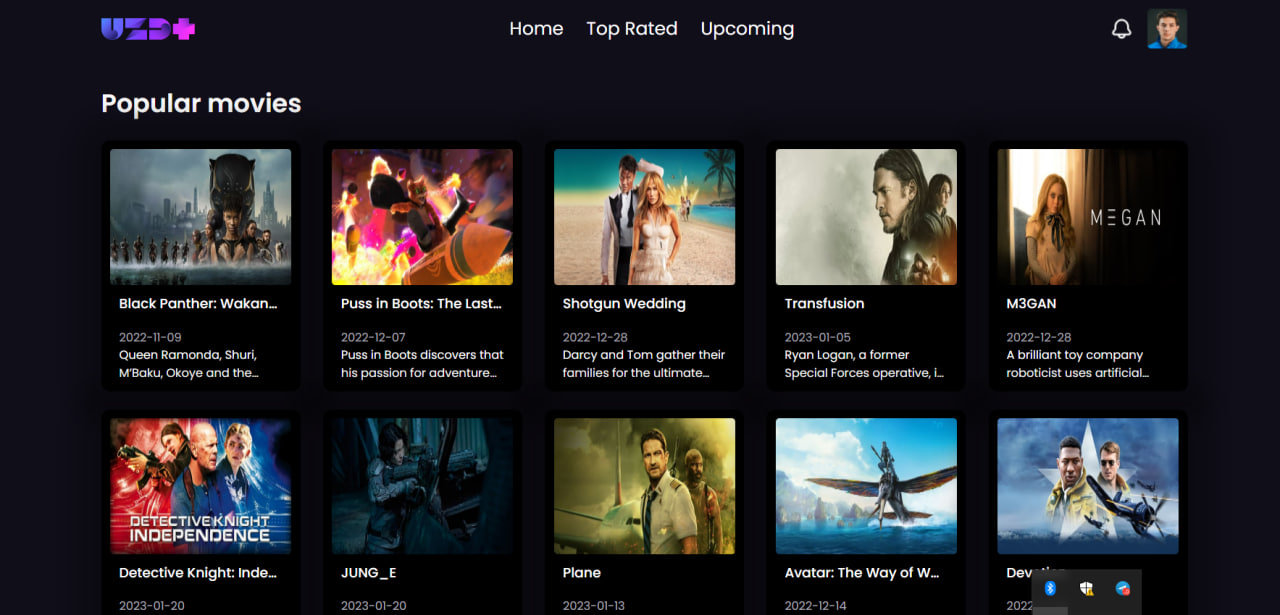 UZD+
Home Top Rated Upcoming
Popular movies
MEGAN
Black Panther: Wakan...
2022-11-09
Queen Ramonda, Shuri,
M’Baku, Okoye and the...
Puss in Boots: The Last...
2022-12-07
Puss in Boots discovers that
his passion for adventure...
Shotgun Wedding
2022-12-28
Darcy and Tom gather their
families for the ultimate...
Transfusion
2023-01-05
Ryan Logan, a former
Special Forces operative, i...
M3GAN
2022-12-28
A brilliant toy company
roboticist uses artificial...
DETECTIVE KNIGHT
INDEPENDENCE
Detective Knight: Inde...
2023-01-20
JUNG_E
2023-01-20
Plane
2023-01-13
Avatar: The Way of W...
2022-12-14
2022